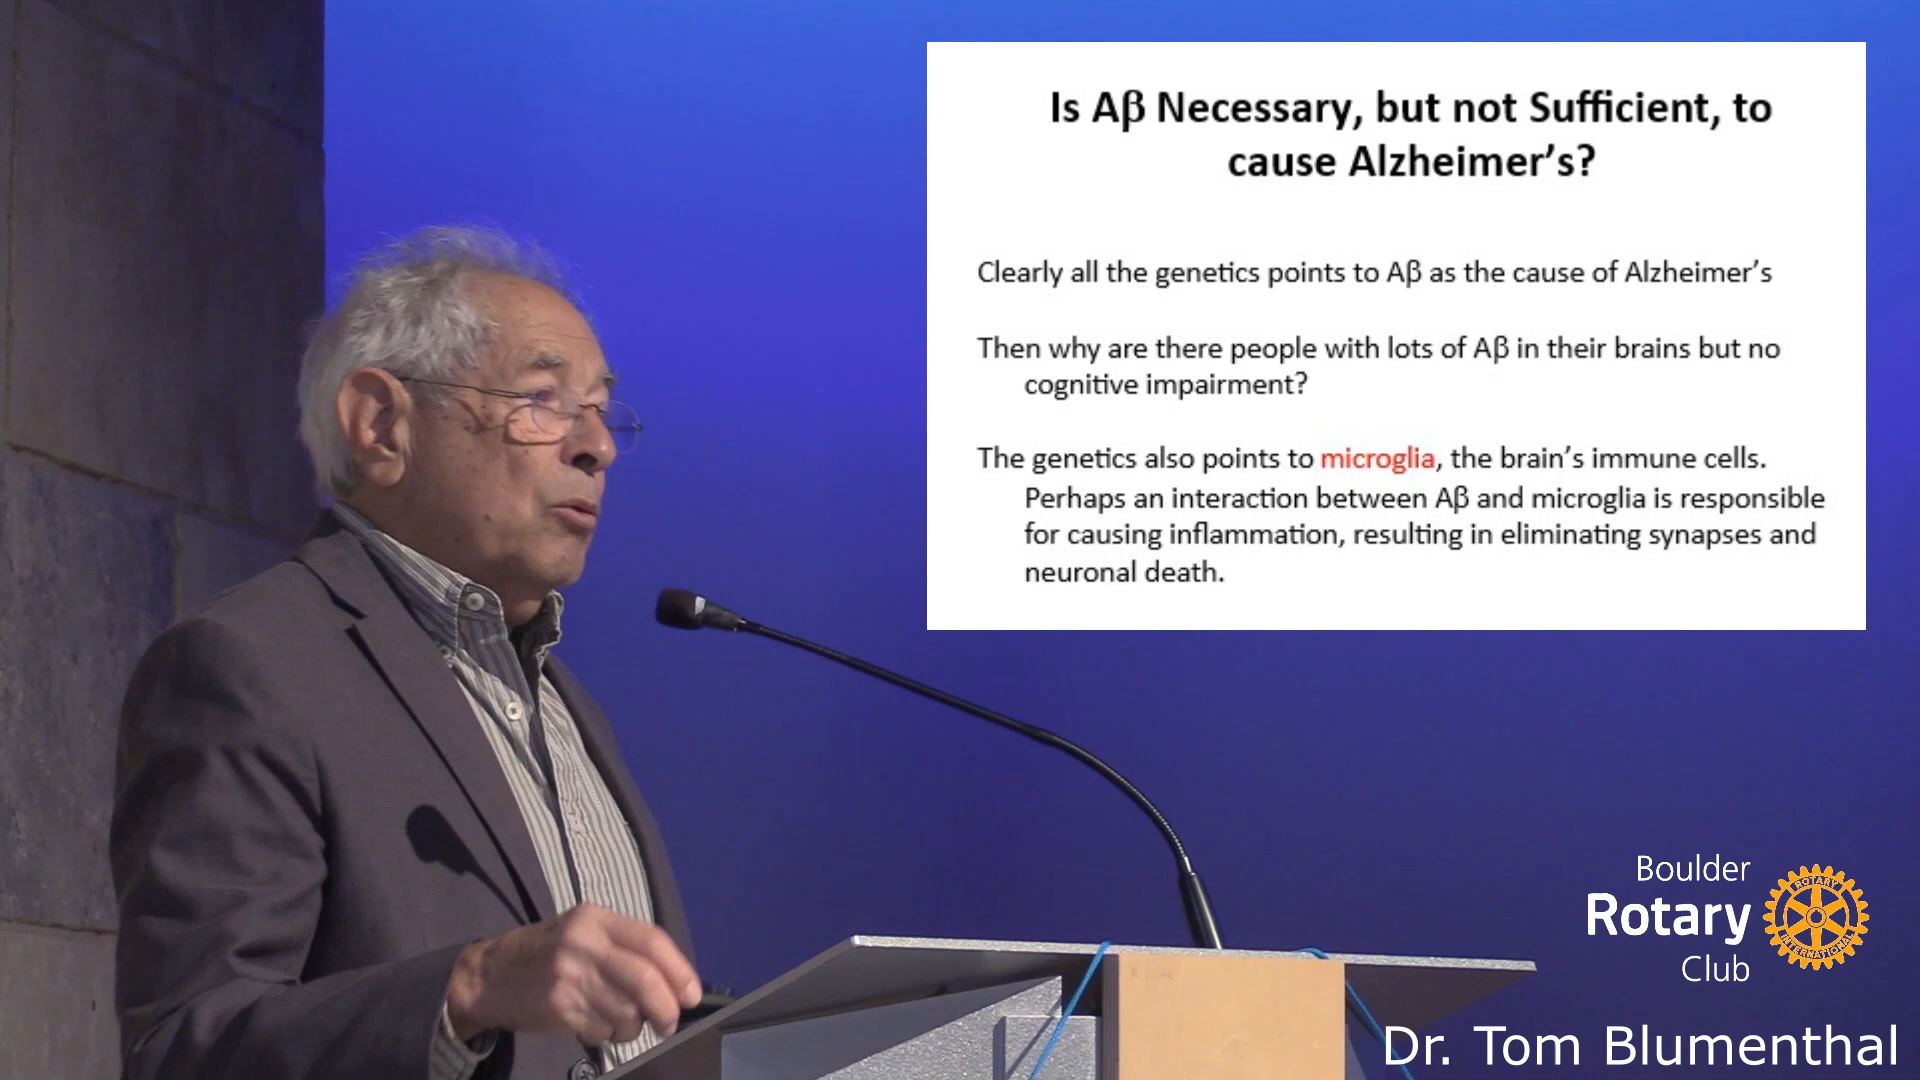 Is Aβ Necessary, but not Sufficient, to
cause Alzheimer’s?
Clearly all the genetics points to Aβ as the cause of Alzheimer’s
Then why are there people with lots of Aβ in their brains but no
cognitive impairment?
The genetics also points to microglia, the brain’s immune cells.
Perhaps an interaction between Aβ and microglia is responsible
for causing inflammation, resulting in eliminating synapses and
neuronal death.
Boulder
Rotary
Club
ROTARY
INTERNATIONAL
Dr. Tom Blumenthal